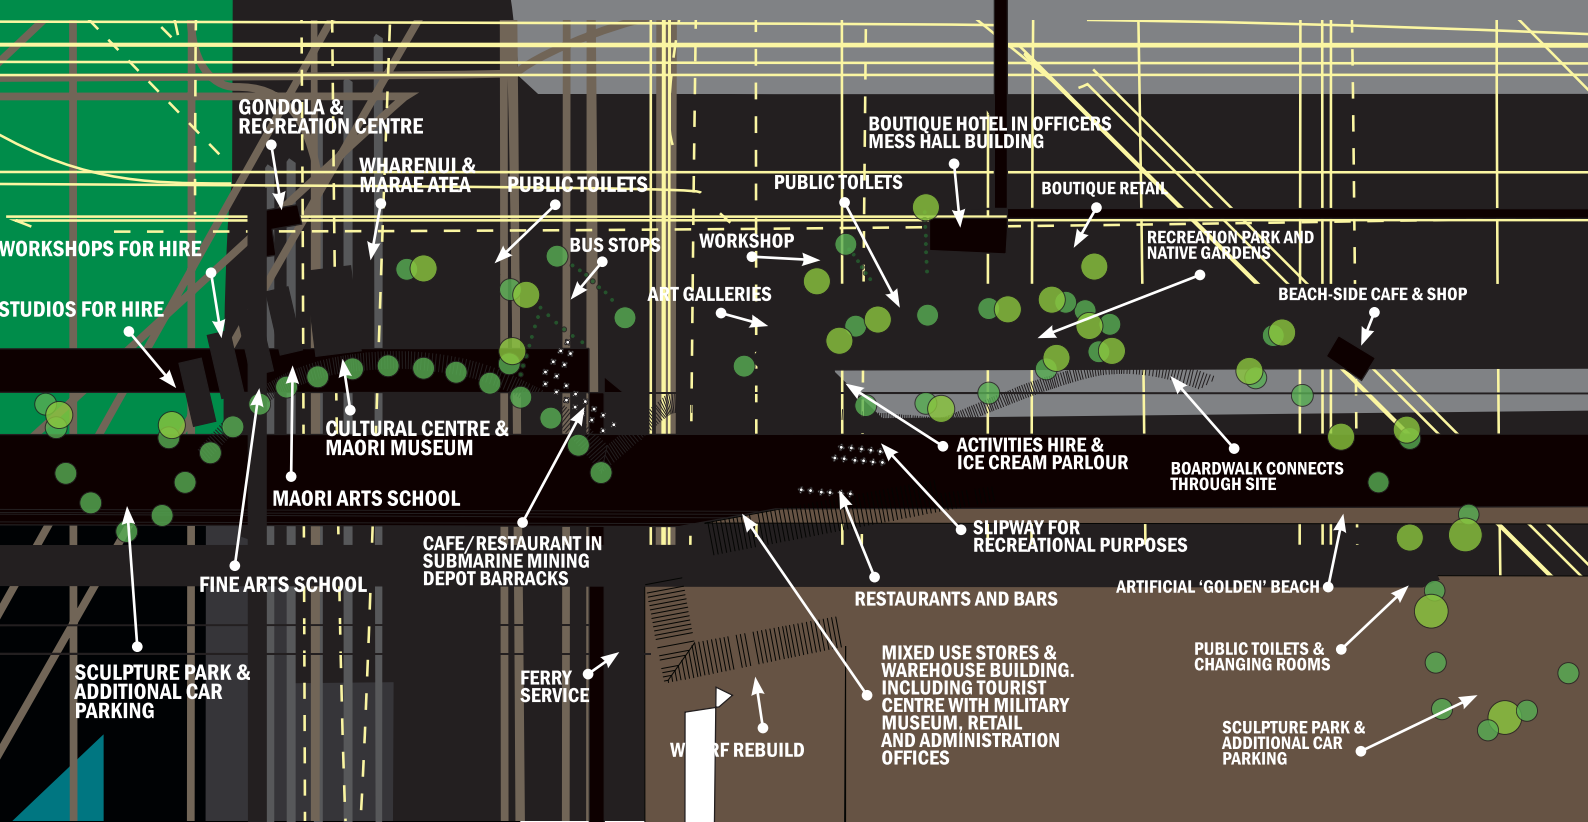 GONDOLA &
RECREATION CENTRE
WHARENUI &
MARAE ATEA
PUBLIC TOILETS
BUS STOPS
WORKSHOPS FOR HIRE
STUDIOS FOR HIRE
WORKSHOP
ART GALLERIES
PUBLIC TOILETS
BOUTIQUE HOTEL IN OFFICERS
MESS HALL BUILDING
BOUTIQUE RETAIL
RECREATION PARK AND
NATIVE GARDENS
BEACH-SIDE CAFE & SHOP
CULTURAL CENTRE &
MAORI MUSEUM
MAORI ARTS SCHOOL
FINE ARTS SCHOOL
SCULPTURE PARK &
ADDITIONAL CAR
PARKING
CAFE/RESTAURANT IN
SUBMARINE MINING
DEPOT BARRACKS
FERRY
SERVICE
REBUILD
ACTIVITIES HIRE &
ICE CREAM PARLOUR
BOARDWALK CONNECTS
THROUGH SITE
SLIPWAY FOR
RECREATIONAL PURPOSES
RESTAURANTS AND BARS
ARTIFICIAL ‘GOLDEN’ BEACH
MIXED USE STORES &
WAREHOUSE BUILDING.
INCLUDING TOURIST
CENTRE WITH MILITARY
MUSEUM, RETAIL
AND ADMINISTRATION
OFFICES
PUBLIC TOILETS &
CHANGING ROOMS
SCULPTURE PARK &
ADDITIONAL CAR
PARKING